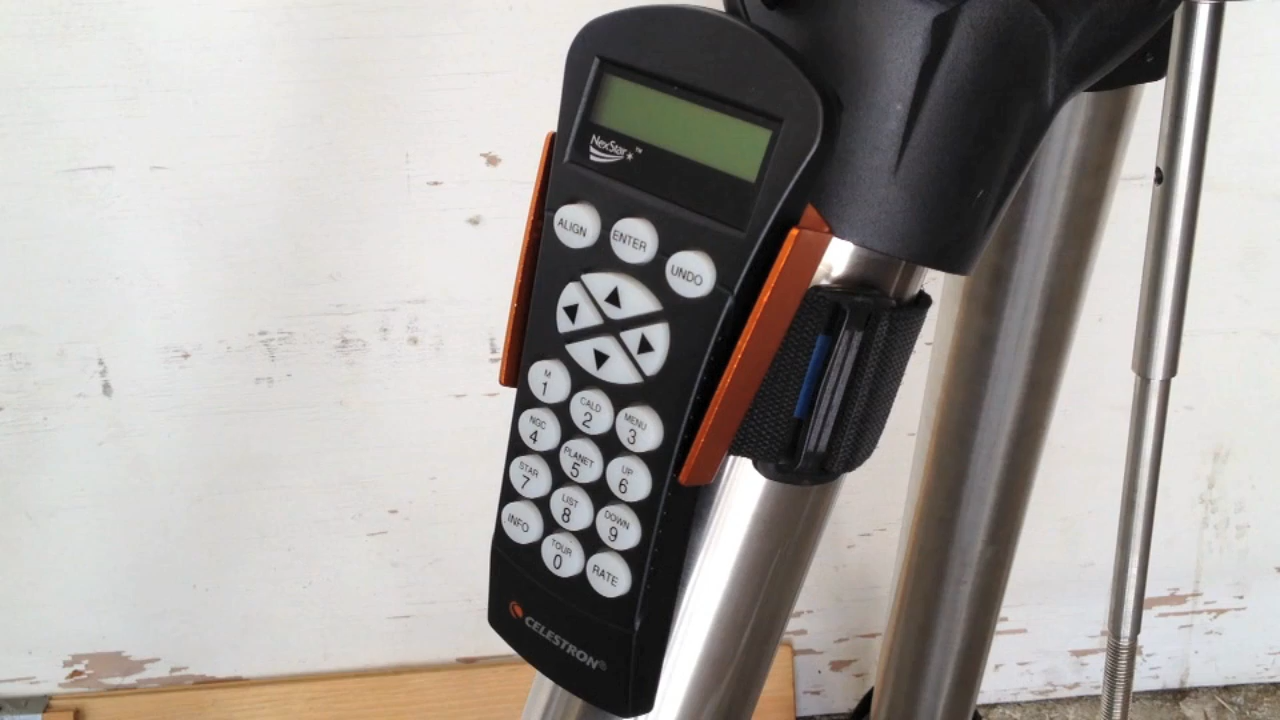 NexStar™
ALIGN
ENTER
UNDO
M
1
CALD
2
MENU
3
NGC
4
PLANET
5
UP
6
STAR
7
LIST
8
DOWN
9
INFO
TOUR
0
RATE
CELESTRON®